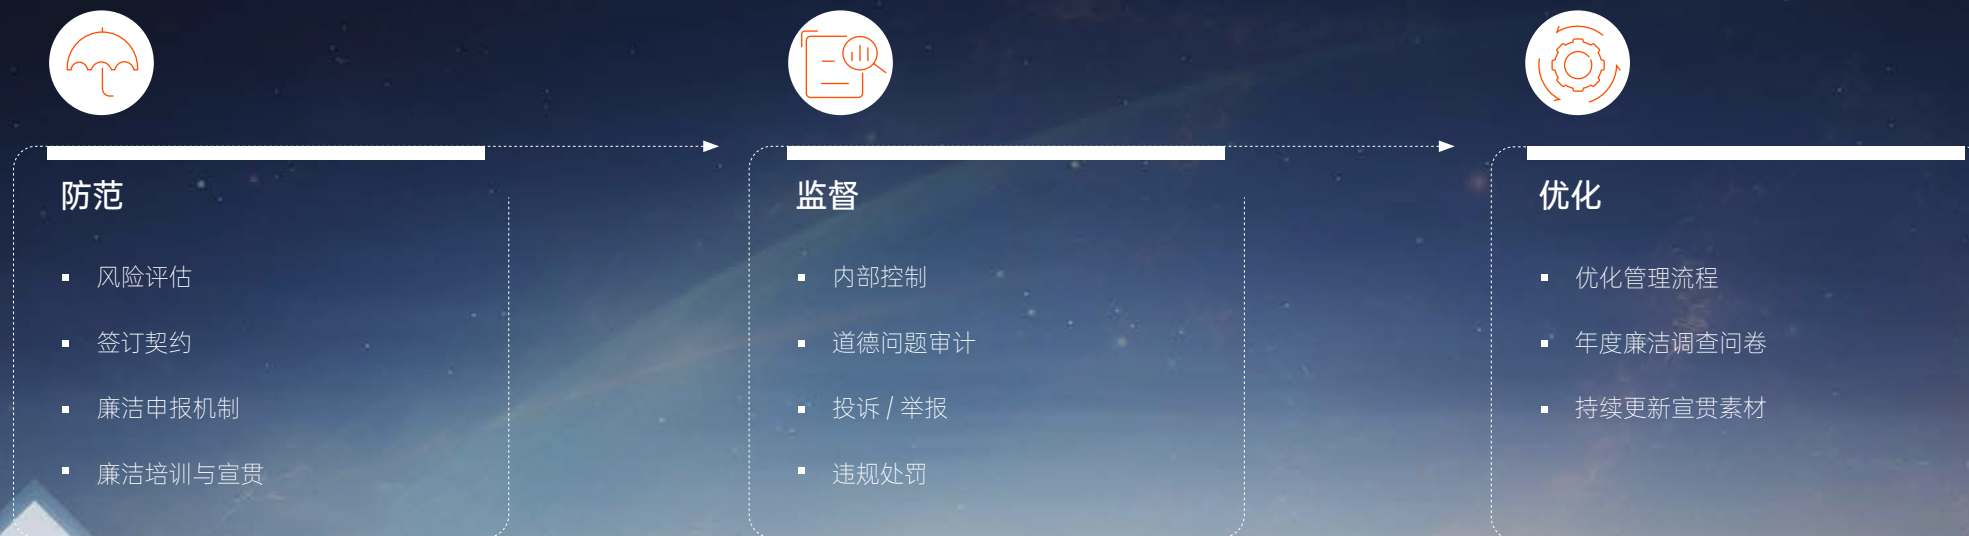 防范
风险评估
签订契约
廉洁申报机制
廉洁培训与宣贯
监督
内部控制
道德问题审计
投诉 / 举报
违规处罚
优化
优化管理流程
年度廉洁调查问卷
持续更新宣贯素材